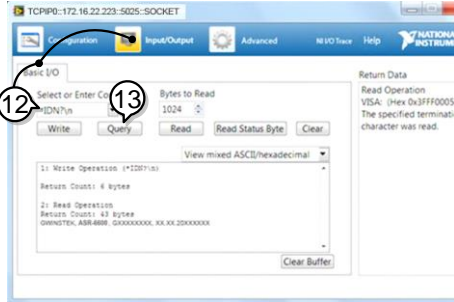 TCPIP0::172.16.22.223::5025::SOCKET
Configuration Input/Output Advanced NI I/O Trace Help NATIONAL INSTRUM
Basic I/O
Return Data
Select or Enter Co
Bytes to Read
Read Operation
12
13
*IDN?\n
1024
VISA: (Hex 0x3FFF0005
The specified terminati
character was read.
Write Query Read Read Status Byte Clear
View mixed ASCII/hexadecimal
1: Write Operation (*IDN?\n)
Return Count: 6 bytes
2: Read Operation
Return Count: 43 bytes
GWINSTEK, ASR-6600, GXXXXXXXX, XX.XX.20XXXXXX
Clear Buffer